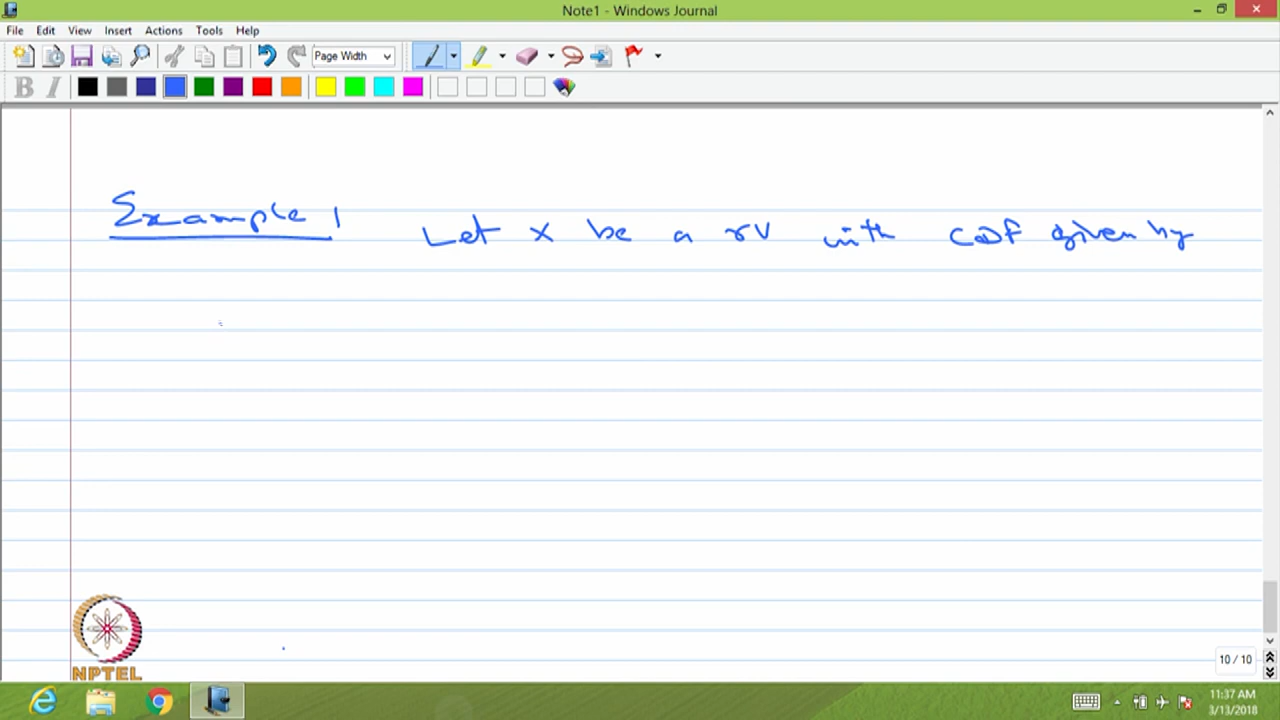 Note1 - Windows Journal
File Edit View Insert Actions Tools Help
Page Width
B I
Example 1 Let X be a rv with CDF given by
NPTEL
10 / 10
11:37 AM
3/13/2018